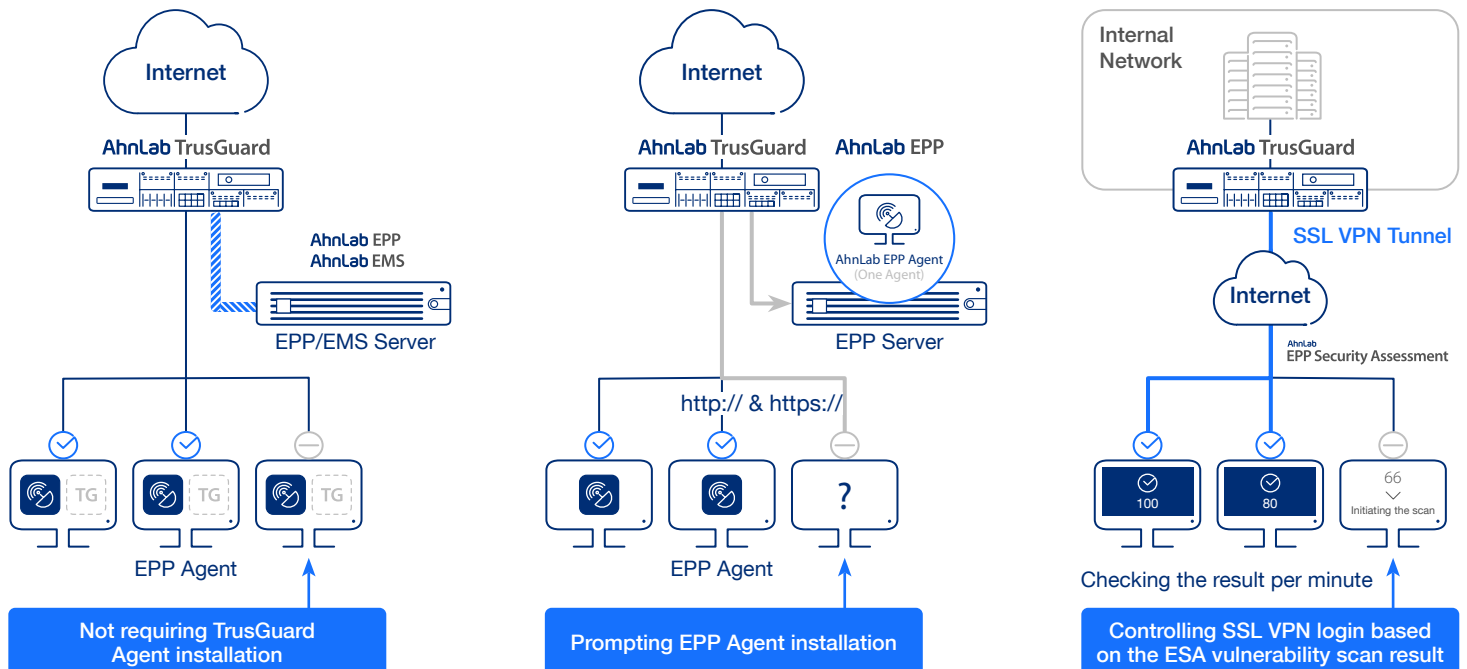 Internet
AhnLab TrusGuard
AhnLab EPP
AhnLab EMS
EPP/EMS Server
TG
TG
TG
EPP Agent
Not requiring TrusGuard
Agent installation
Internet
AhnLab TrusGuard
AhnLab EPP
AhnLab EPP Agent
(One Agent)
EPP Server
http:// & https://
?
EPP Agent
Prompting EPP Agent installation
Internal
Network
AhnLab TrusGuard
SSL VPN Tunnel
Internet
AhnLab
EPP Security Assessment
100
80
66
Initiating the scan
Checking the result per minute
Controlling SSL VPN login based
on the ESA vulnerability scan result